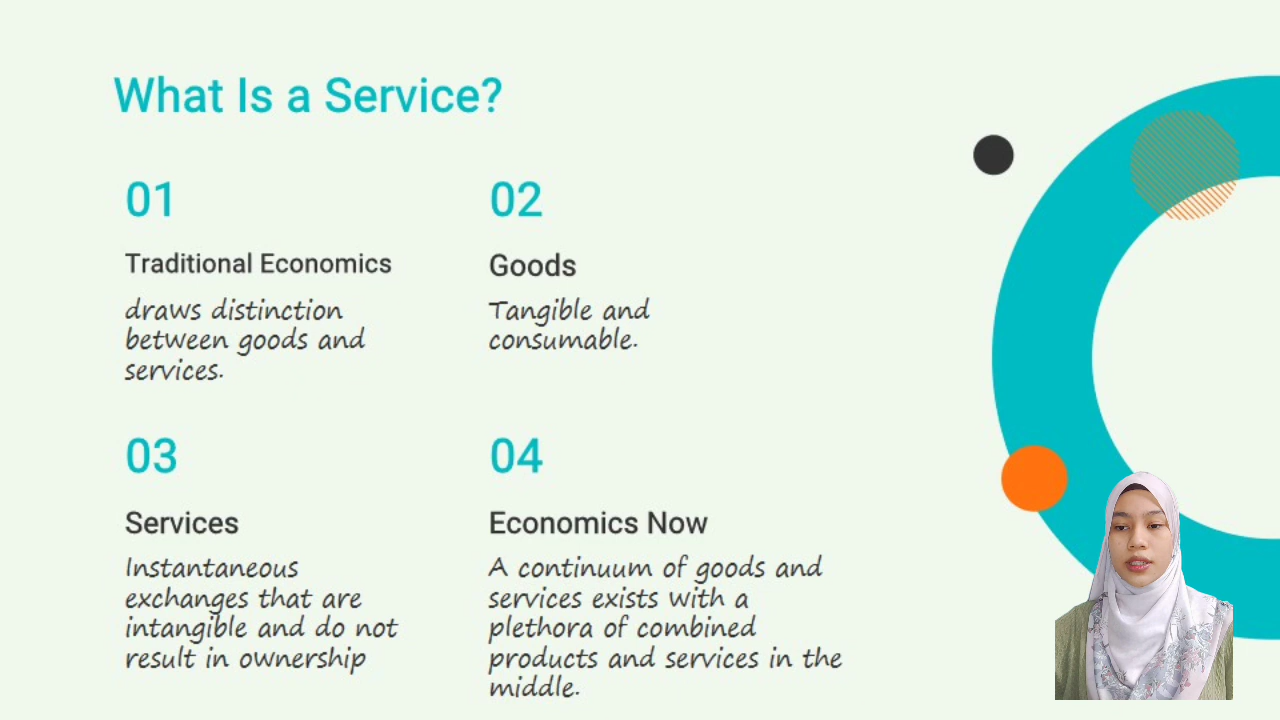 What Is a Service?
01
Traditional Economics
draws distinction
between goods and
services.
02
Goods
Tangible and
consumable.
03
Services
Instantaneous
exchanges that are
intangible and do not
result in ownership
04
Economics Now
A continuum of goods and
services exists with a
plethora of combined
products and services in the
middle.